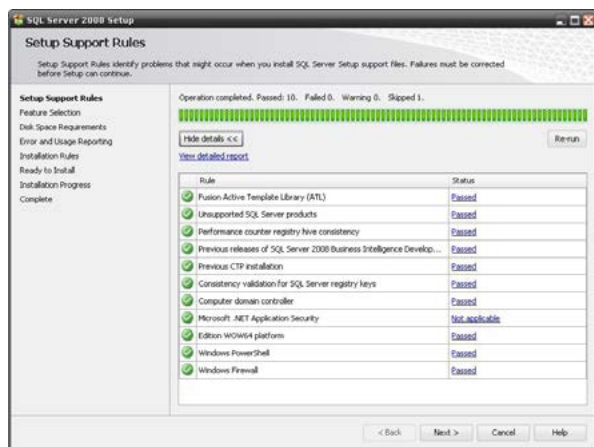 SQL Server 2008 Setup
Setup Support Rules
Setup Support Rules identify problems that might occur when you install SQL Server Setup support files. Failures must be corrected
before Setup can continue.
Setup Support Rules
Feature Selection
Disk Space Requirements
Error and Usage Reporting
Installation Rules
Ready to Install
Installation Progress
Complete
Operation completed. Passed: 10. Failed 0. Warning 0. Skipped 1.
Hide details <<
Re-run
View detailed report
Rule Status
Fusion Active Template Library (ATL) Passed
Unsupported SQL Server products Passed
Performance counter registry hive consistency Passed
Previous releases of SQL Server 2008 Business Intelligence Develop... Passed
Previous CTP installation Passed
Consistency validation for SQL Server registry keys Passed
Computer domain controller Passed
Microsoft .NET Application Security Not applicable
Edition WOW64 platform Passed
Windows PowerShell Passed
Windows Firewall Passed
< Back Next > Cancel Help